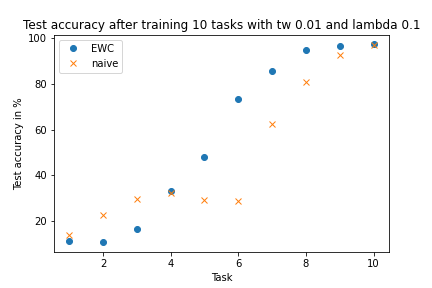 Test accuracy after training 10 tasks with tw 0.01 and lambda 0.1
100
EWC
naive
80
60
40
20
Test accuracy in %
2
4
6
8
10
Task